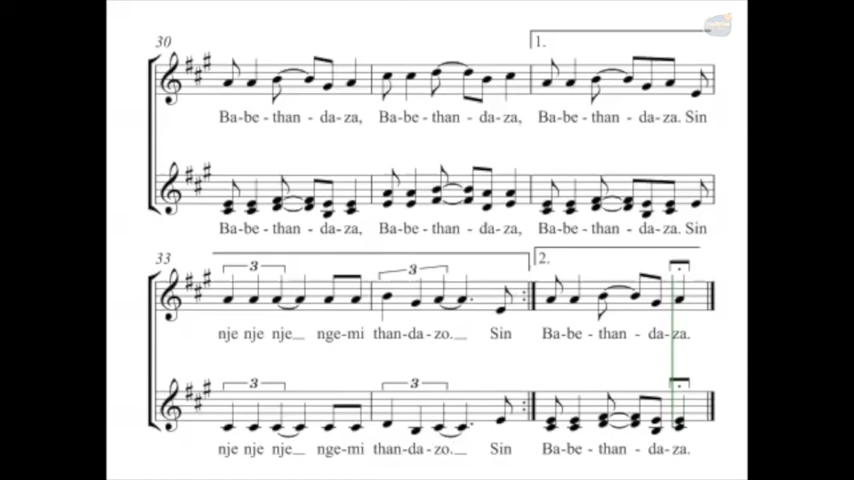 30
1.
Ba-be - than - da-za, Ba-be - than - da-za, Ba-be - than - da-za. Sin
Ba-be - than - da-za, Ba-be - than - da-za, Ba-be - than - da-za. Sin
33
2.
3 3
nje nje nje__ nge-mi than-da-zo.__ Sin Ba-be - than - da-za.
3 3
nje nje nje__ nge-mi than-da-zo.__ Sin Ba-be - than - da-za.